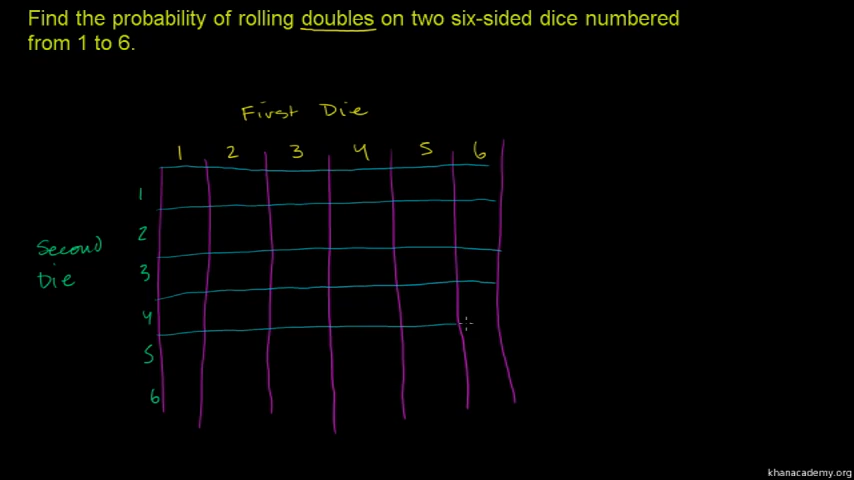 Find the probability of rolling doubles on two six-sided dice numbered
from 1 to 6.
First Die
1 2 3 4 5 6
1
2
Second
Die
3
4
5
6
khanacademy.org